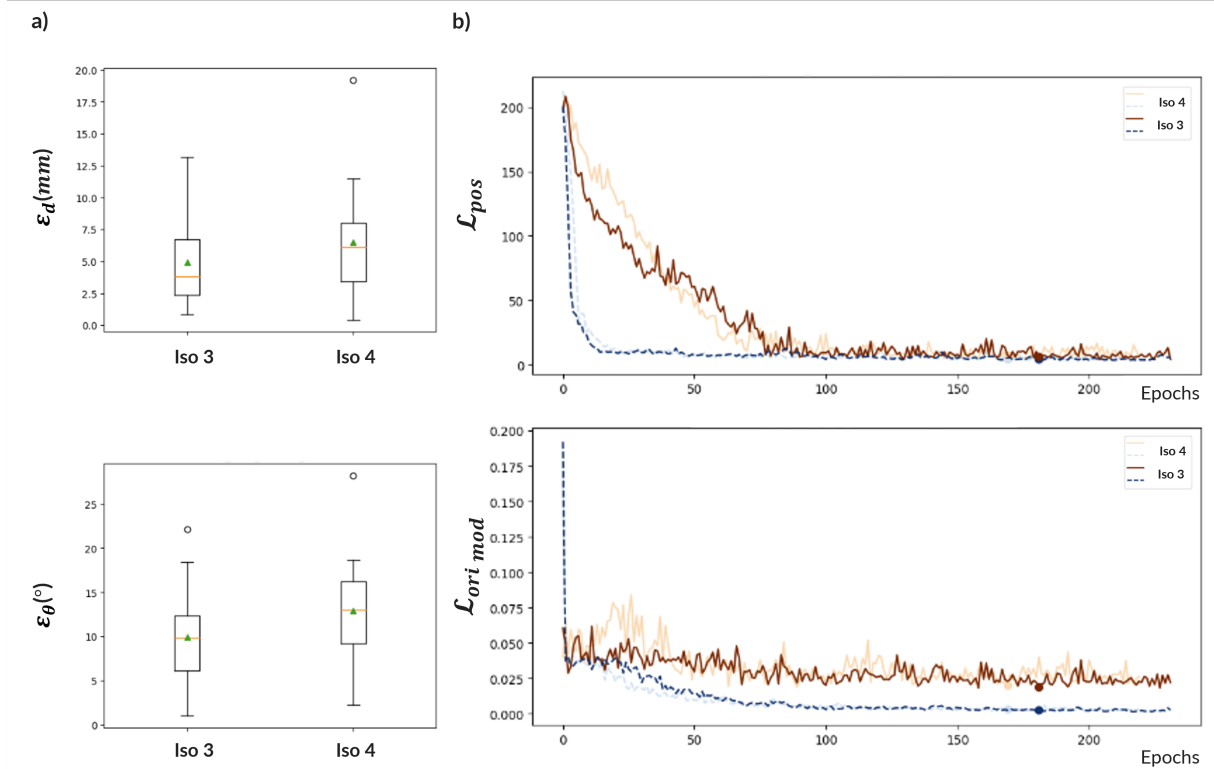 a)
b)
20.0
17.5
15.0
12.5
10.0
7.5
5.0
2.5
0.0
ε_d(mm)
Iso 3
Iso 4
200
150
100
50
0
ℒ_pos
Iso 4
Iso 3
0
50
100
150
200
Epochs
25
20
15
10
5
0
ε_θ(°)
Iso 3
Iso 4
0.200
0.175
0.150
0.125
0.100
0.075
0.050
0.025
0.000
ℒ_ori mod
Iso 4
Iso 3
0
50
100
150
200
Epochs